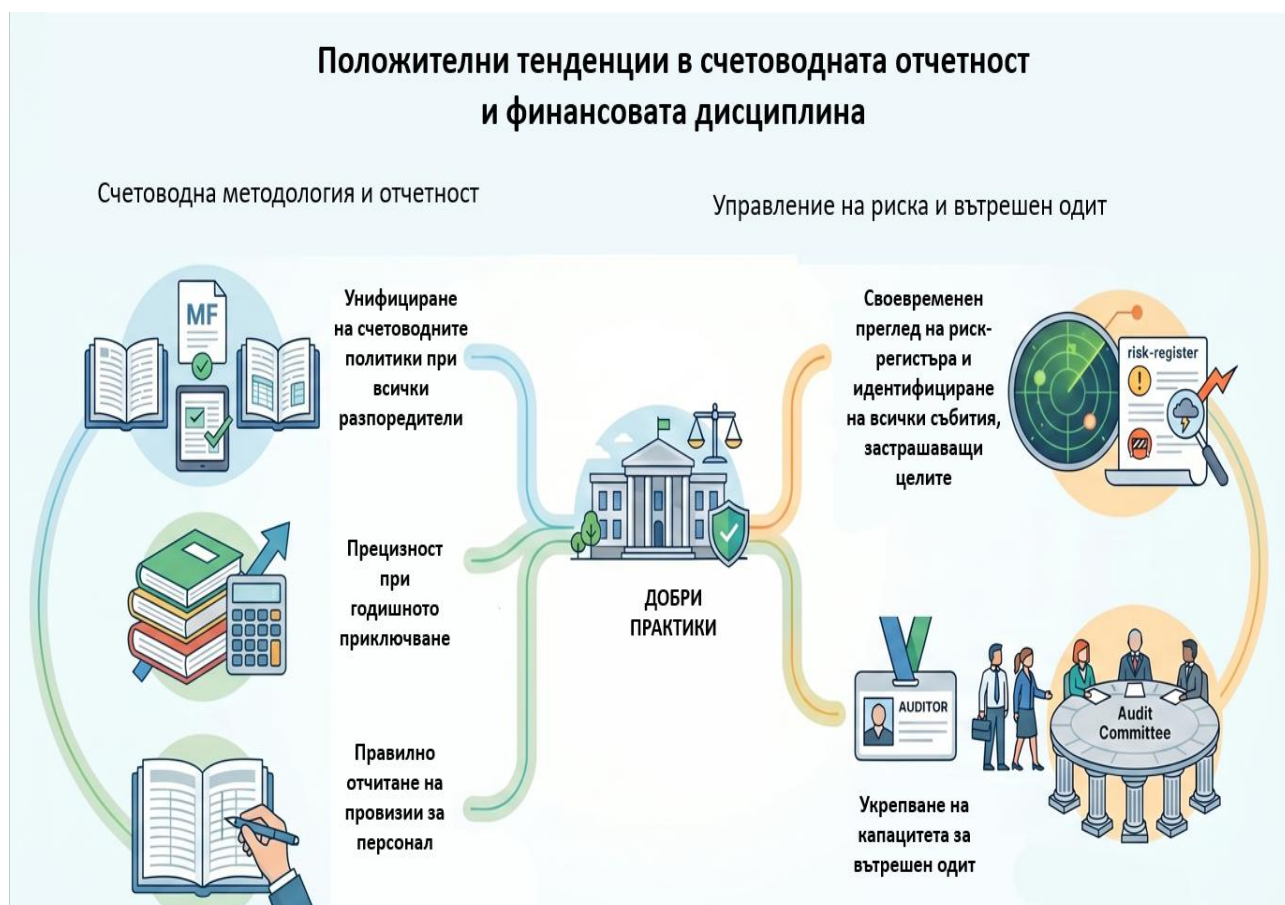 Положителни тенденции в счетоводната отчетност
и финансовата дисциплина
Счетоводна методология и отчетност
MF
Унифициране
на счетоводните
политики при
всички
разпоредители
Прецизност
при
годишното
приключване
Правилно
отчитане на
провизии за
персонал
ДОБРИ
ПРАКТИКИ
Управление на риска и вътрешен одит
Своевременен
преглед на риск-
регистъра и
идентифициране
на всички събития,
застрашаващи
целите
risk-register
AUDITOR
Audit
Committee
Укрепване на
капацитета за
вътрешен одит